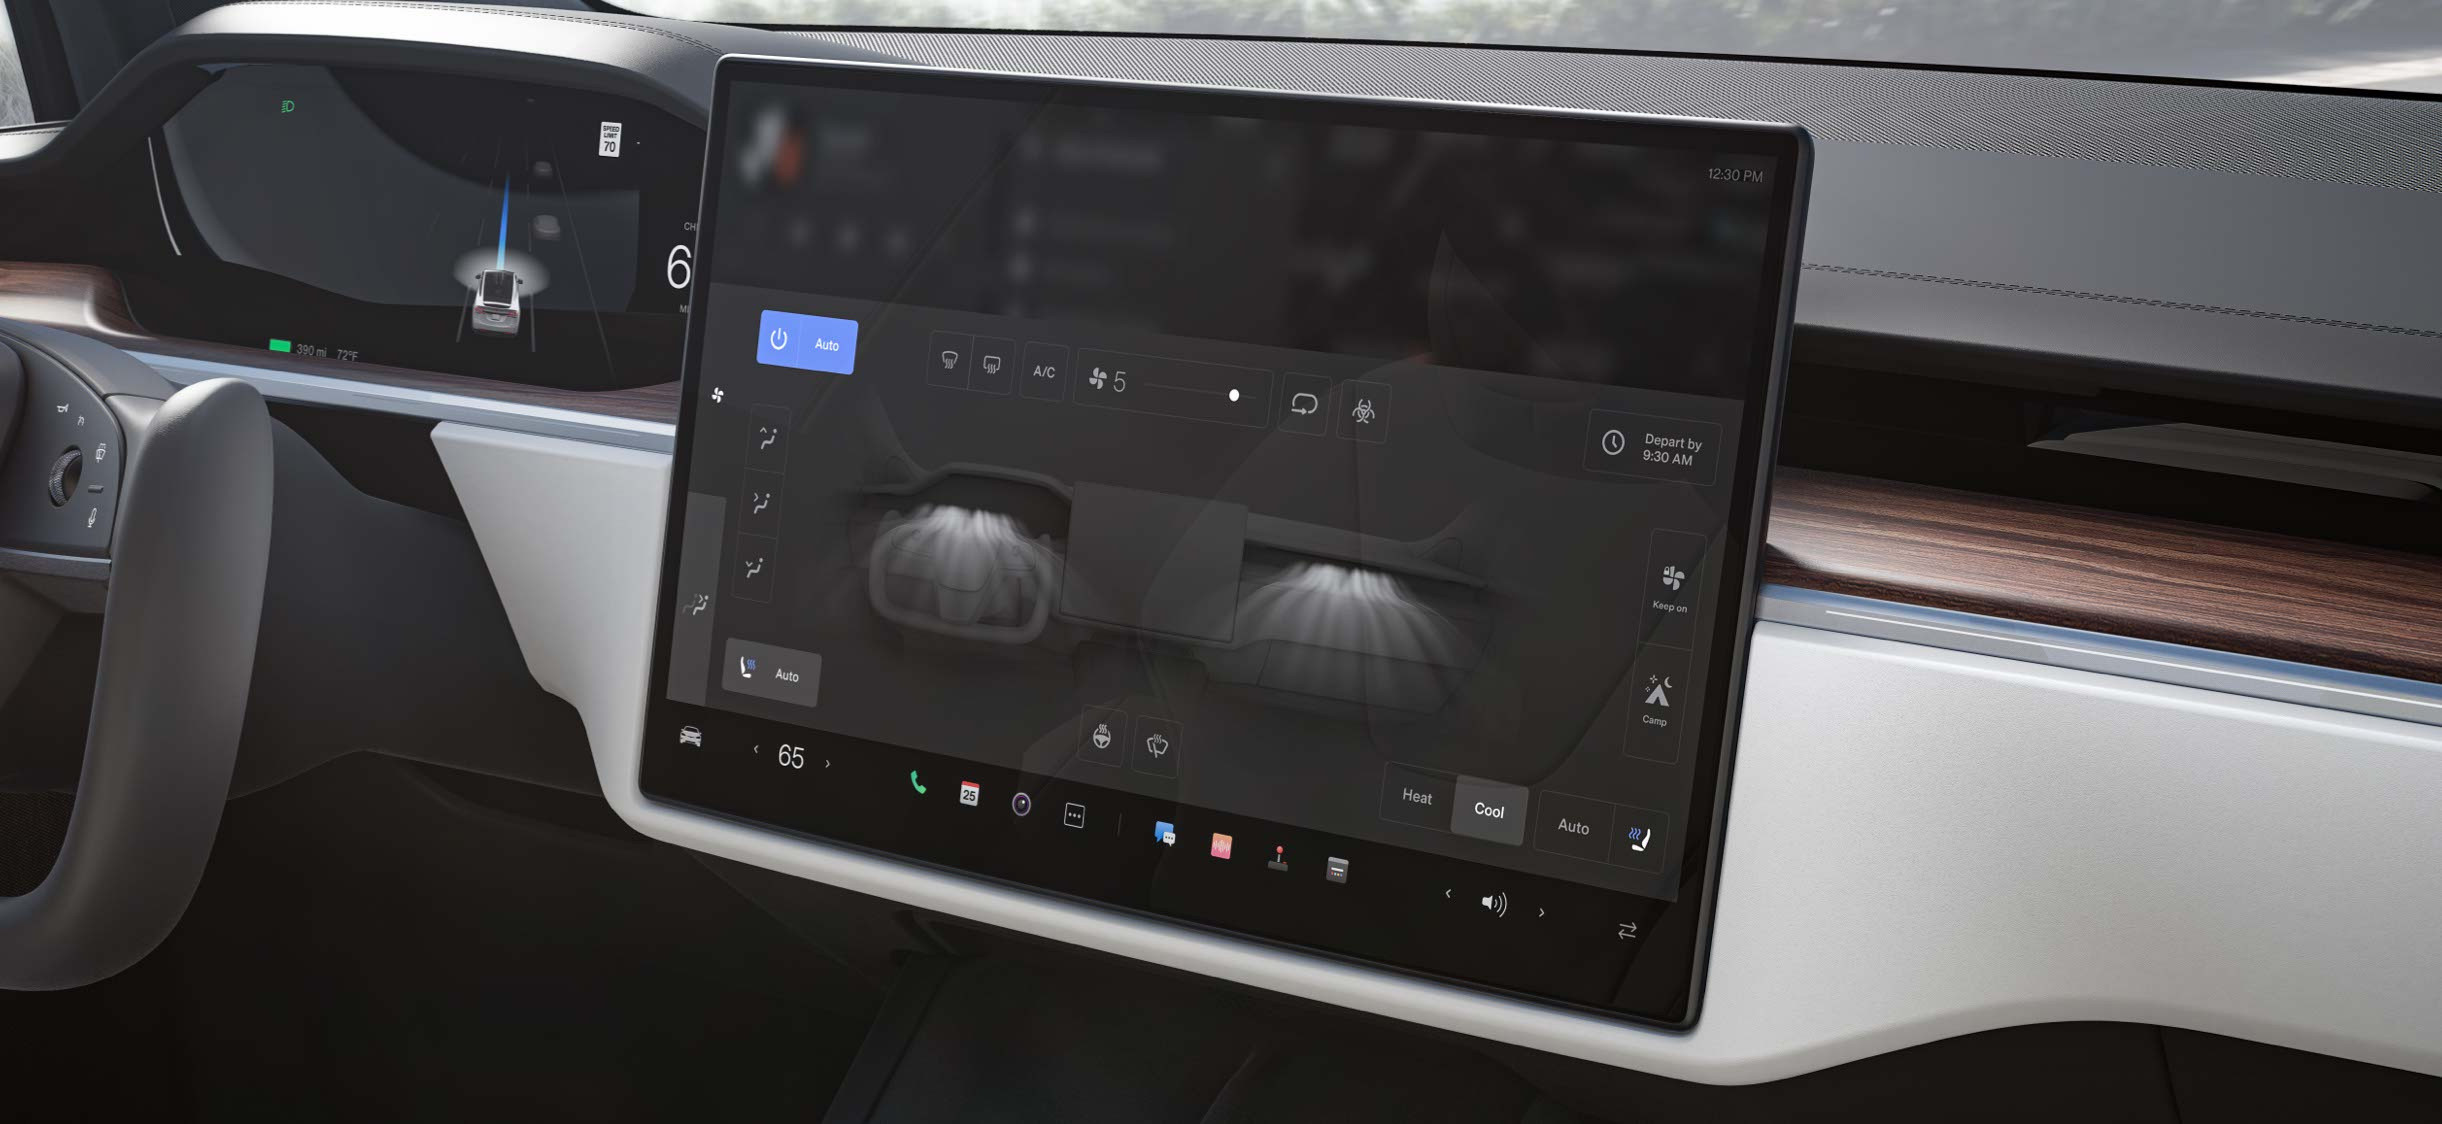 SPEED
LIMIT
70
6
390 mi 72°F
12:30 PM
Auto
A/C
5
Depart by
9:30 AM
Keep on
Camp
Auto
Heat
Cool
Auto
65
25